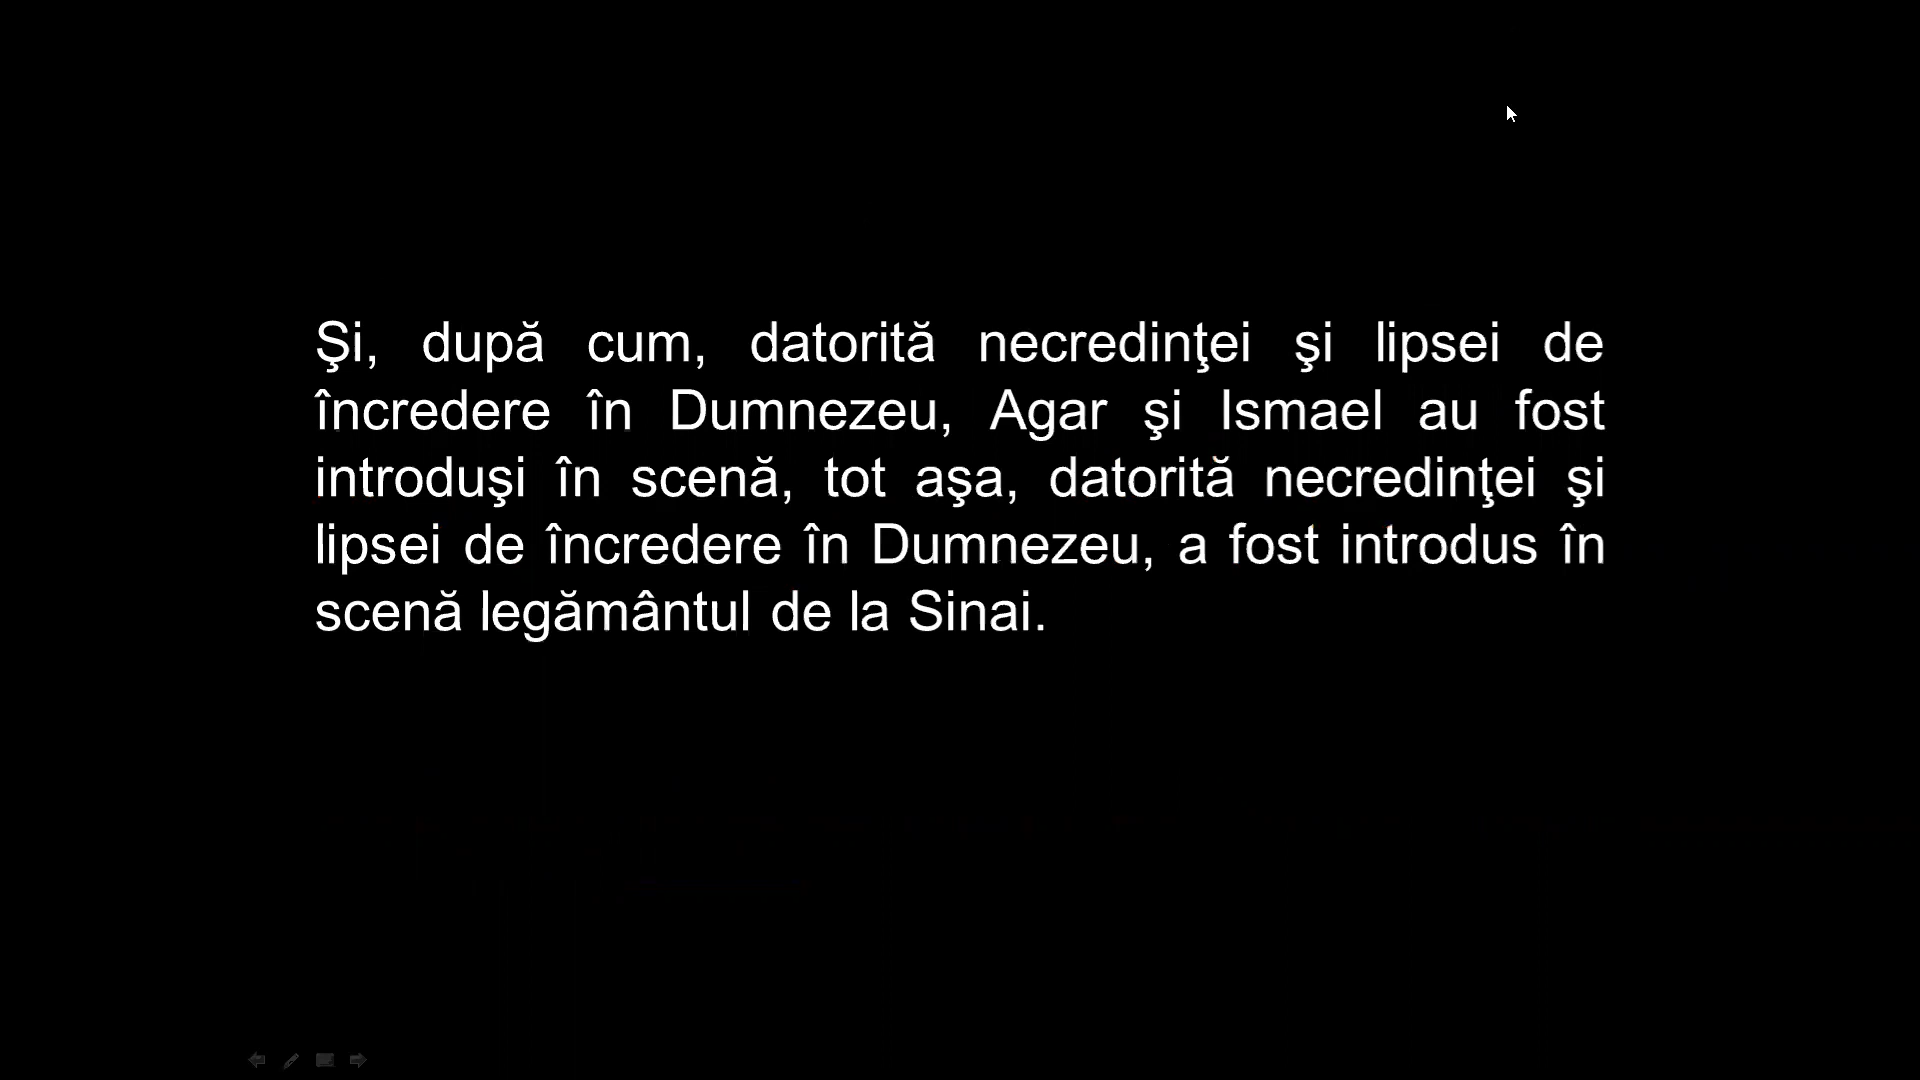 Şi, după cum, datorită necredinţei şi lipsei de
încredere în Dumnezeu, Agar şi Ismael au fost
introduşi în scenă, tot aşa, datorită necredinţei şi
lipsei de încredere în Dumnezeu, a fost introdus în
scenă legământul de la Sinai.